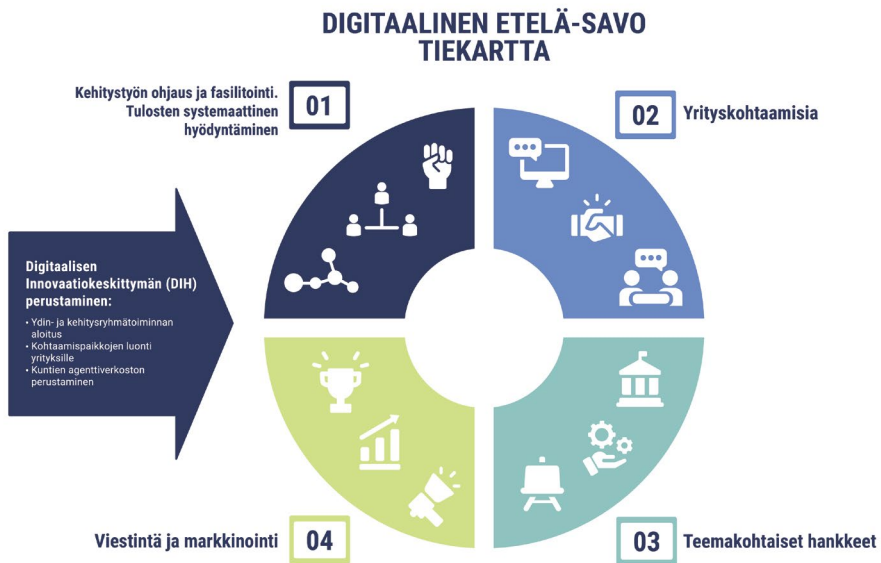 DIGITAALINEN ETELÄ-SAVO
TIEKARTTA
Kehitystyön ohjaus ja fasilitointi.
Tulosten systemaattinen
hyödyntäminen
01
02
Yrityskohtaamisia
Digitaalisen
Innovaatiokeskittymän (DIH)
perustaminen:
• Ydin- ja kehitysryhmätoiminnan
aloitus
• Kohtaamispaikkojen luonti
yrityksille
• Kuntien agenttiverkoston
perustaminen
Viestintä ja markkinointi
04
03
Teemakohtaiset hankkeet